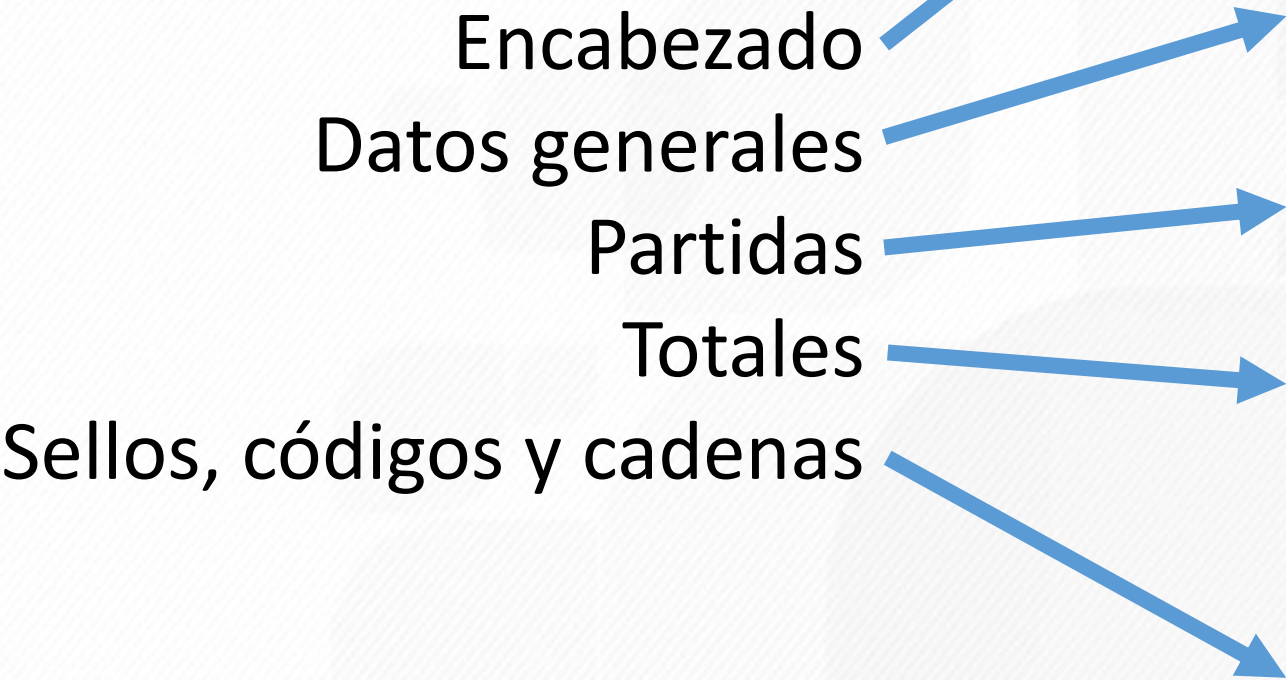 Encabezado
Datos generales
Partidas
Totales
Sellos, códigos y cadenas